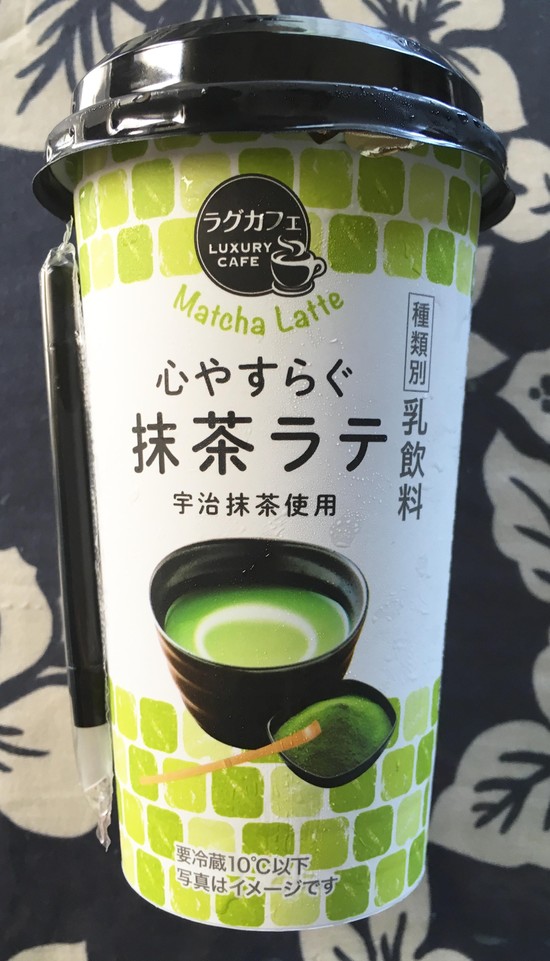 ラグカフェ
LUXURY
CAFE
Matcha Latte
種類別 乳飲料
心やすらぐ
抹茶ラテ
宇治抹茶使用
要冷蔵10℃以下
写真はイメージです